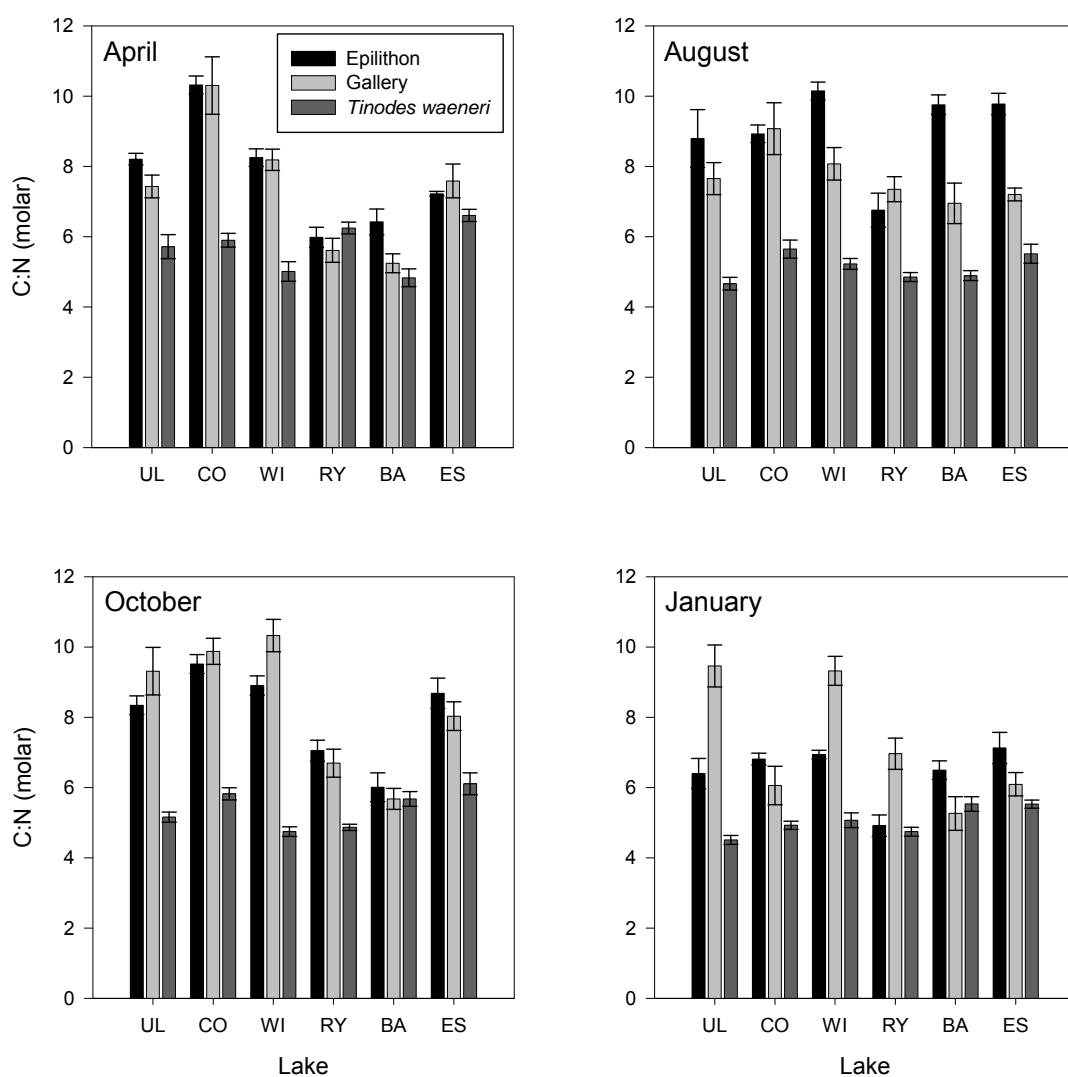 April
Epilithon
Gallery
Tinodes waeneri
C:N (molar)
12
10
8
6
4
2
0
UL CO WI RY BA ES
August
12
10
8
6
4
2
0
UL CO WI RY BA ES
October
C:N (molar)
12
10
8
6
4
2
0
UL CO WI RY BA ES
Lake
January
12
10
8
6
4
2
0
UL CO WI RY BA ES
Lake